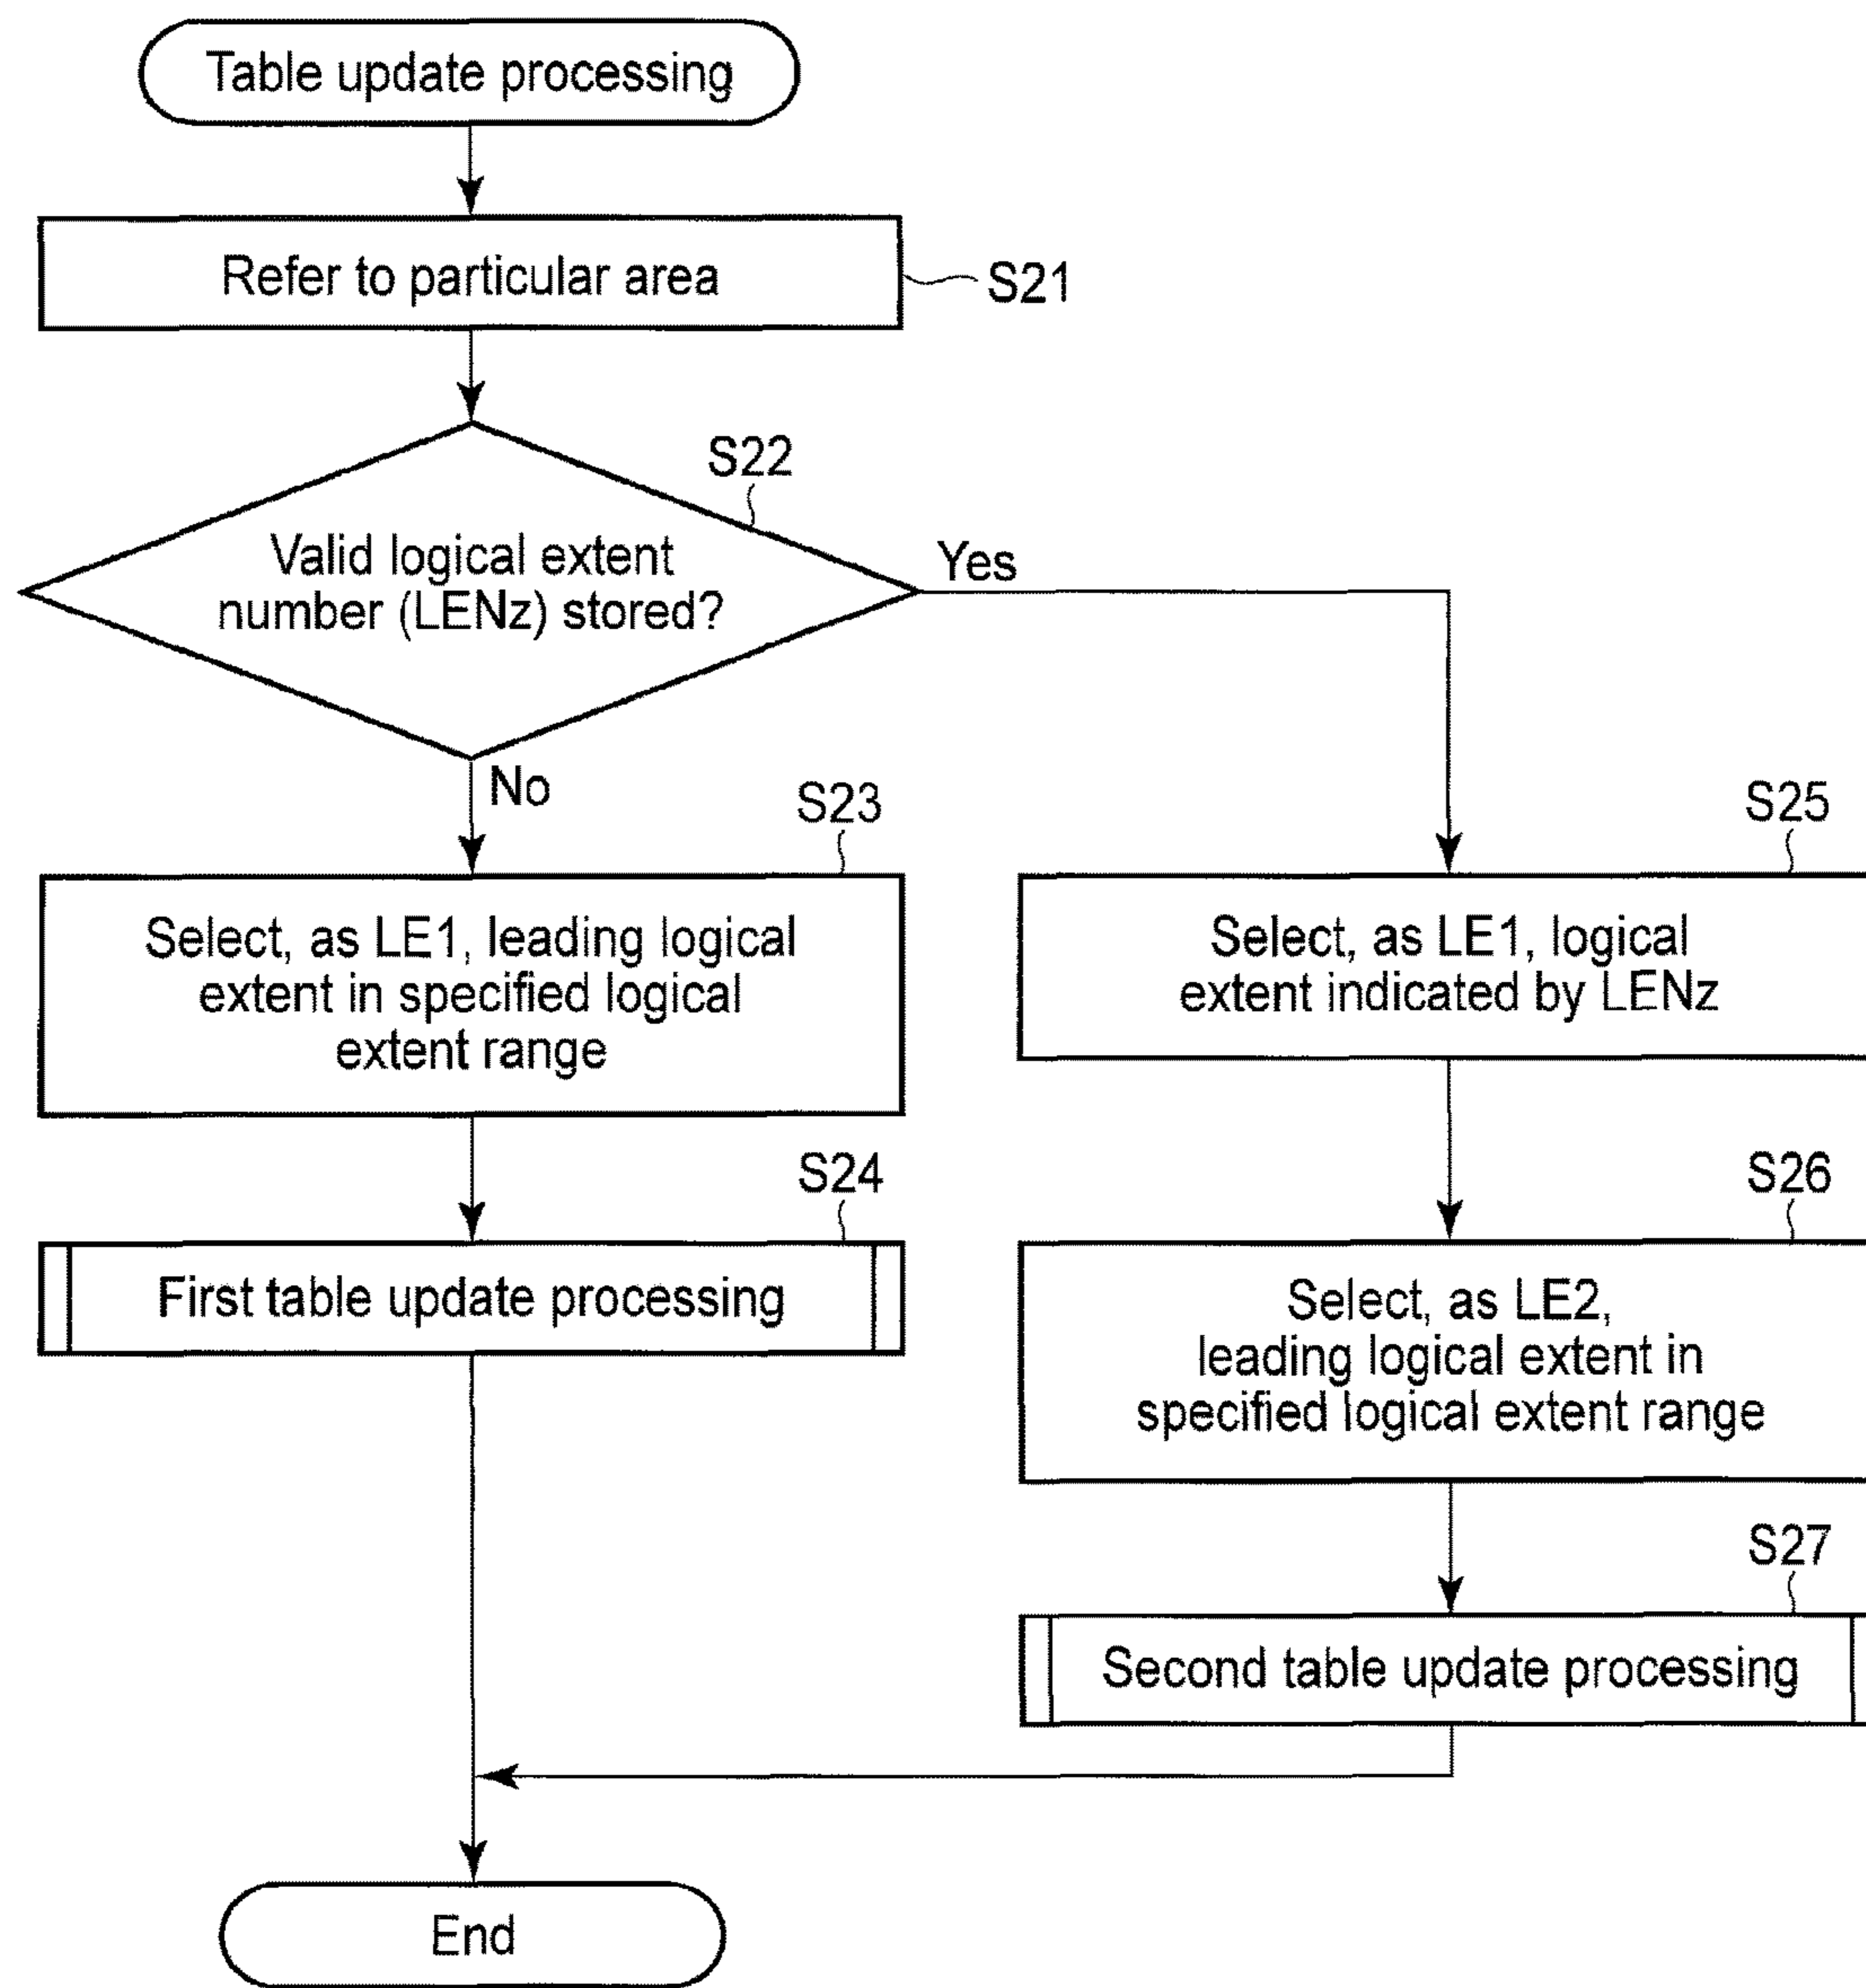 Table update processing
Refer to particular area
S21
S22
Valid logical extent
number (LENz) stored?
Yes
No
S23
Select, as LE1, leading logical
extent in specified logical
extent range
S24
First table update processing
S25
Select, as LE1, logical
extent indicated by LENz
S26
Select, as LE2,
leading logical extent in
specified logical extent range
S27
Second table update processing
End